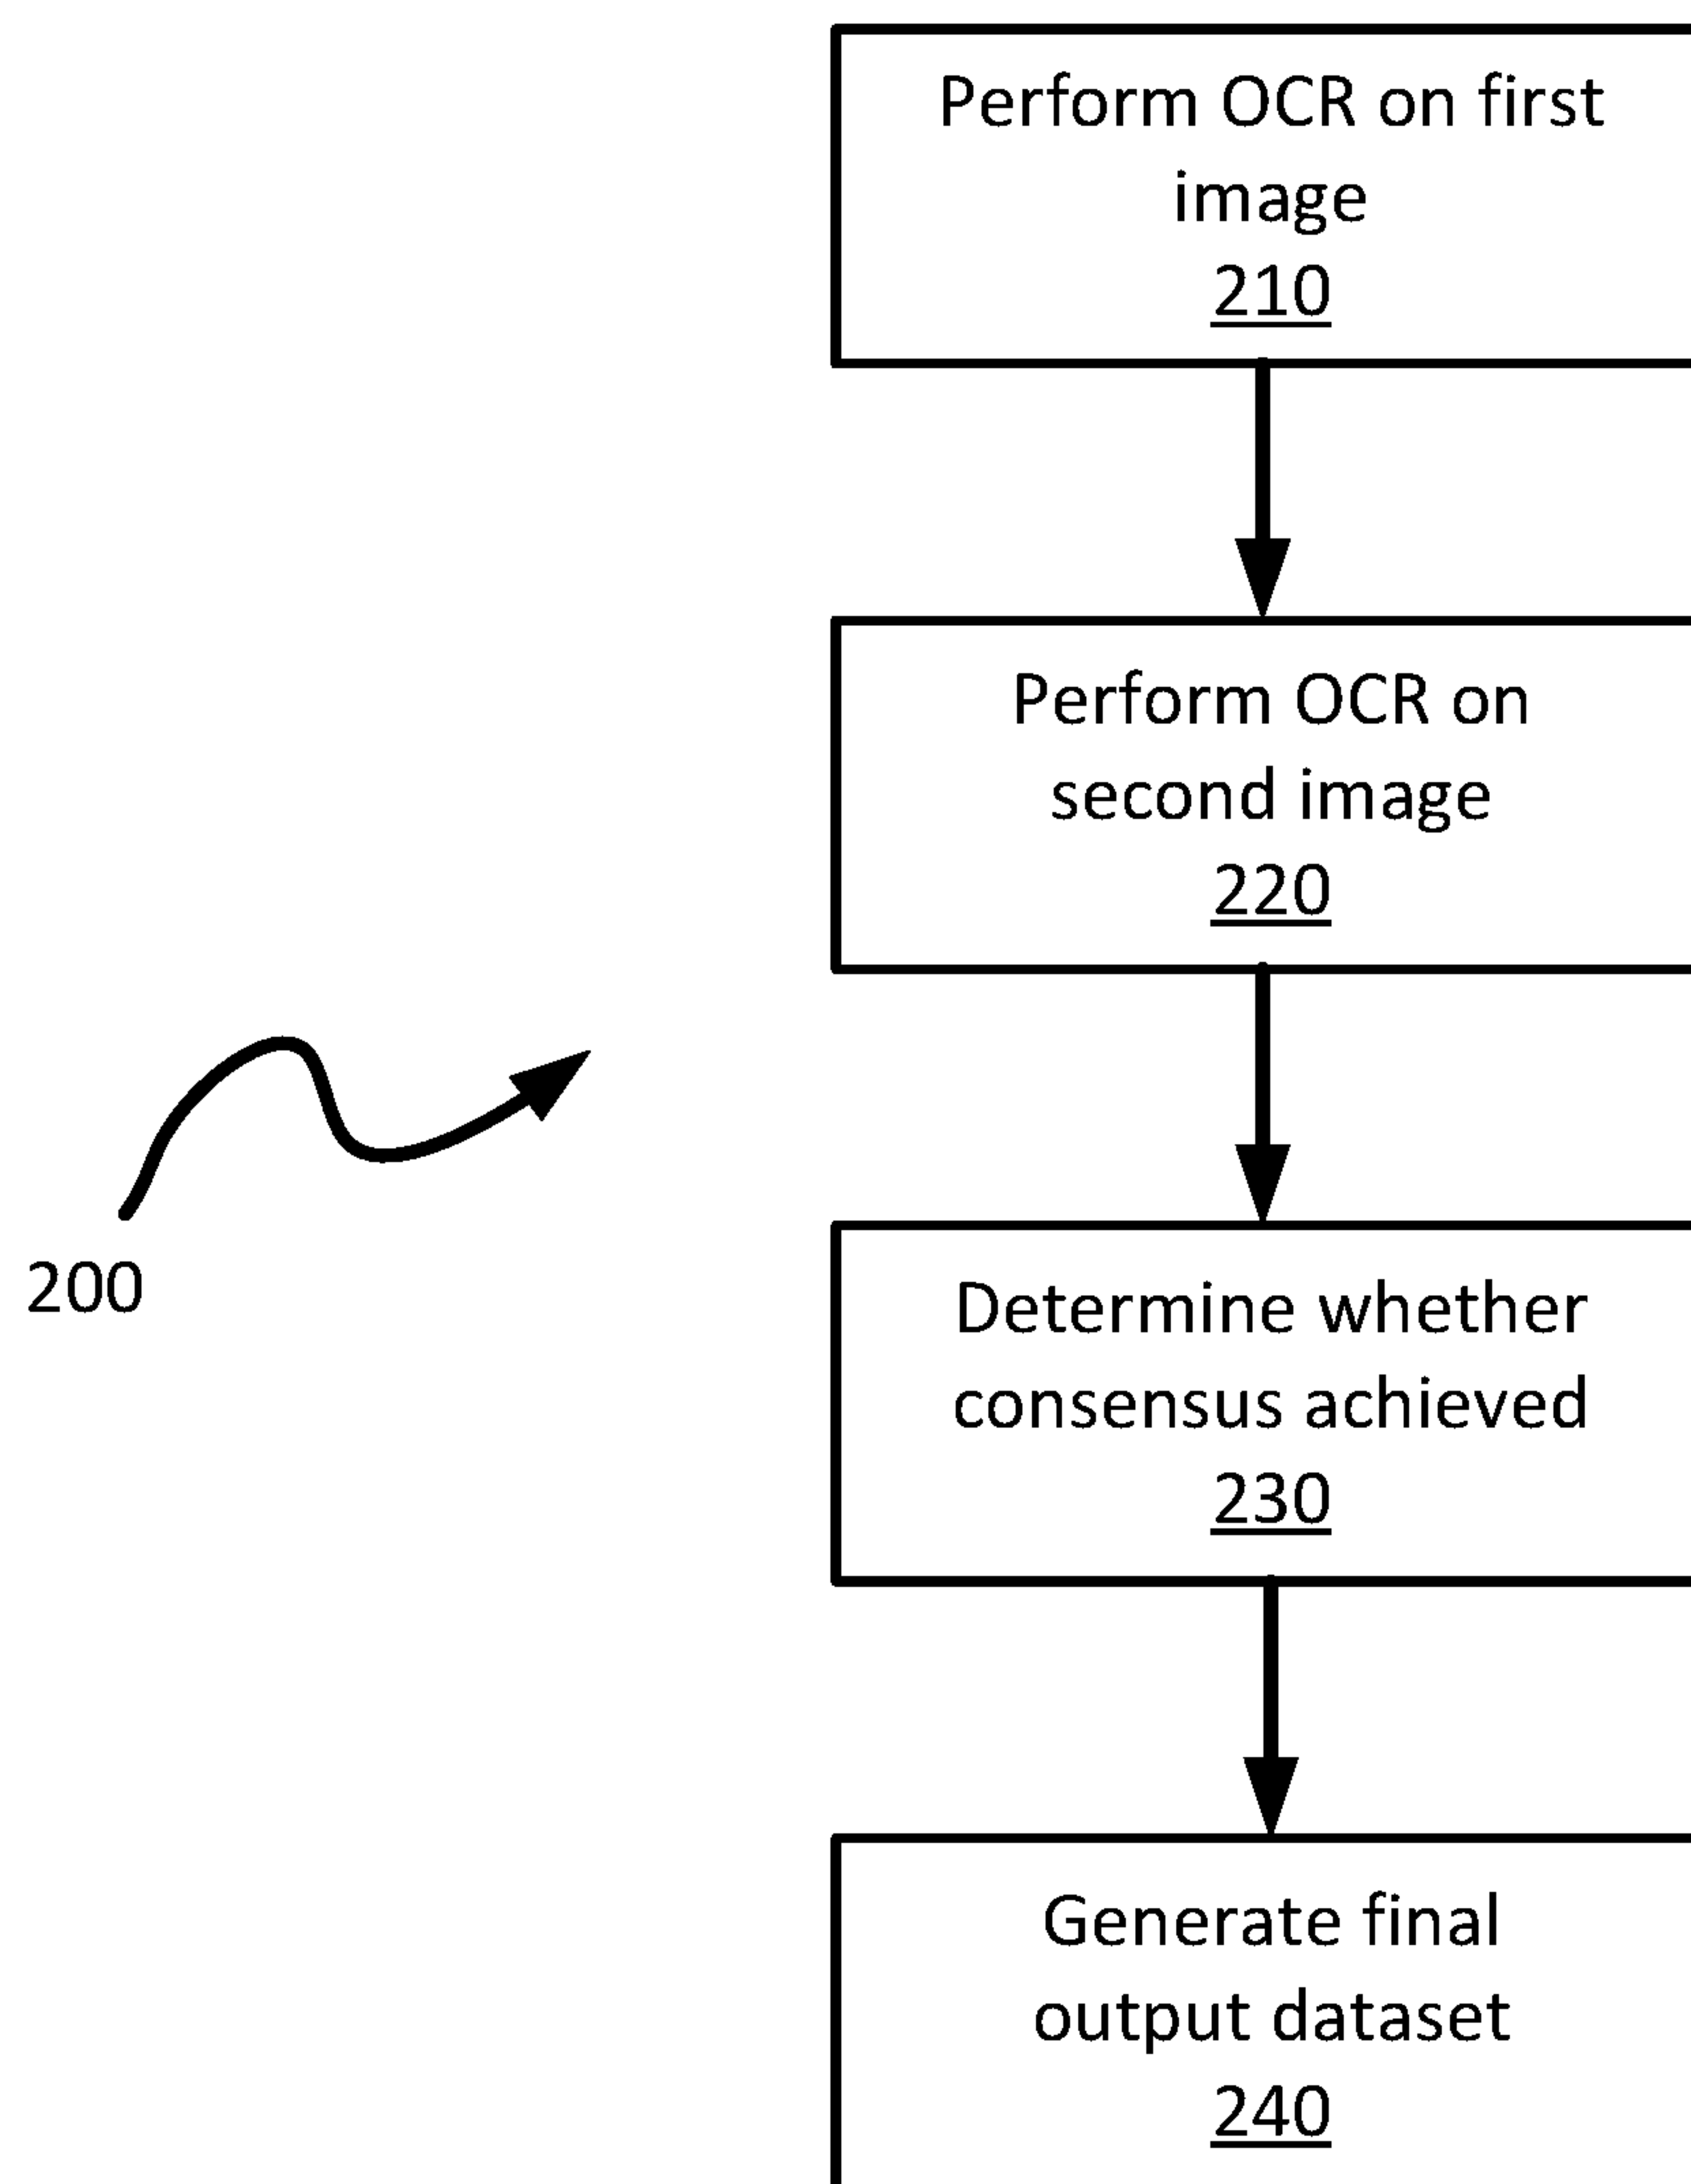 Perform OCR on first
image
210
Perform OCR on
second image
220
200
Determine whether
consensus achieved
230
Generate final
output dataset
240